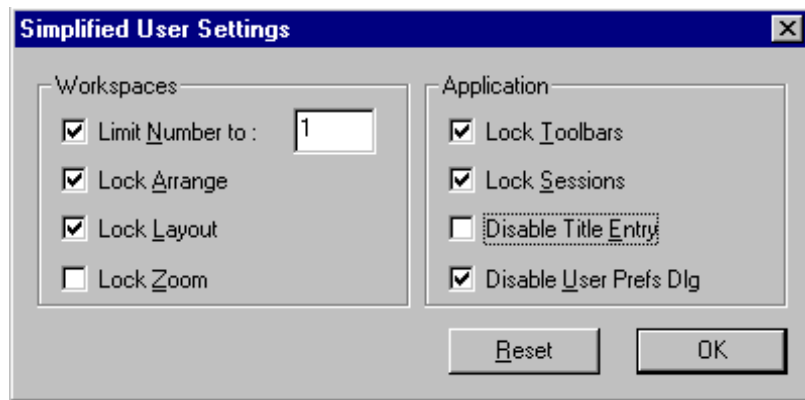 Simplified User Settings
Workspaces
Limit Number to : 1
Lock Arrange
Lock Layout
Lock Zoom
Application
Lock Toolbars
Lock Sessions
Disable Title Entry
Disable User Prefs Dlg
Reset OK